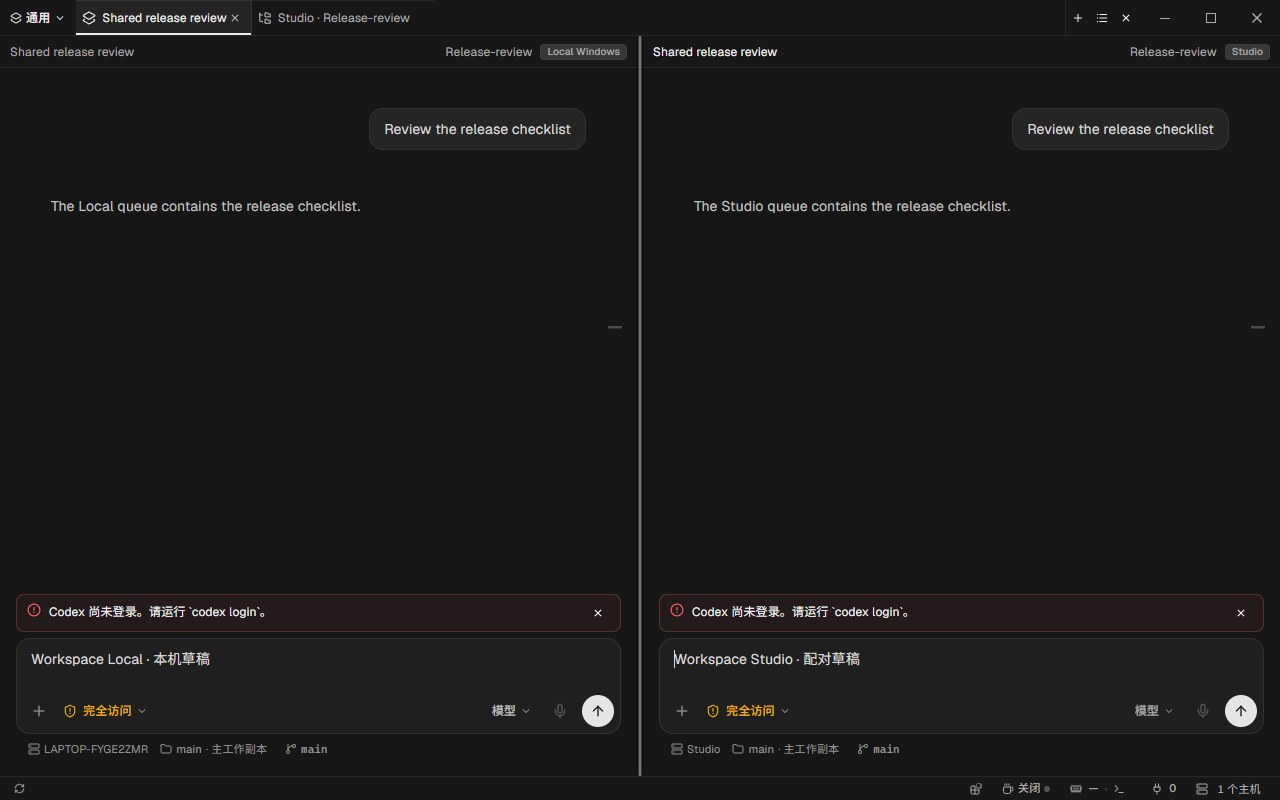 通用
Shared release review
Studio · Release-review
Shared release review
Release-review
Local Windows
Review the release checklist
The Local queue contains the release checklist.
Codex 尚未登录。请运行 `codex login`。
Workspace Local · 本机草稿
完全访问
模型
LAPTOP-FYGE2ZMR
main · 主工作副本
main
Shared release review
Release-review
Studio
Review the release checklist
The Studio queue contains the release checklist.
Codex 尚未登录。请运行 `codex login`。
Workspace Studio · 配对草稿
完全访问
模型
Studio
main · 主工作副本
main
关闭
— ·
0
1 个主机